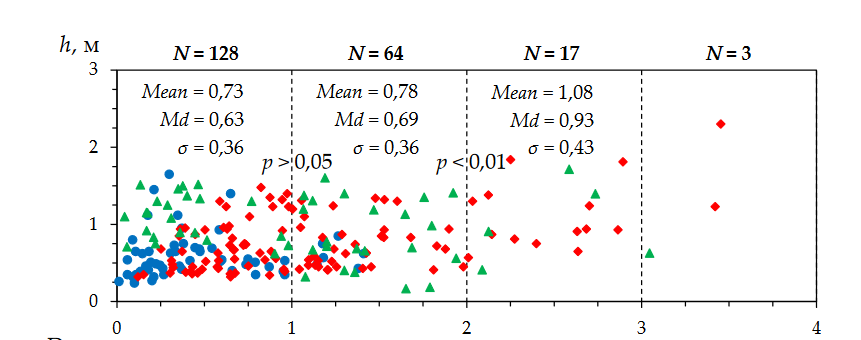 h, м
N = 128 N = 64 N = 17 N = 3
3
Mean = 0,73 Mean = 0,78 Mean = 1,08
Md = 0,63 Md = 0,69 Md = 0,93
2 σ = 0,36 σ = 0,36 σ = 0,43
p > 0,05 p < 0,01
1
0
0 1 2 3 4